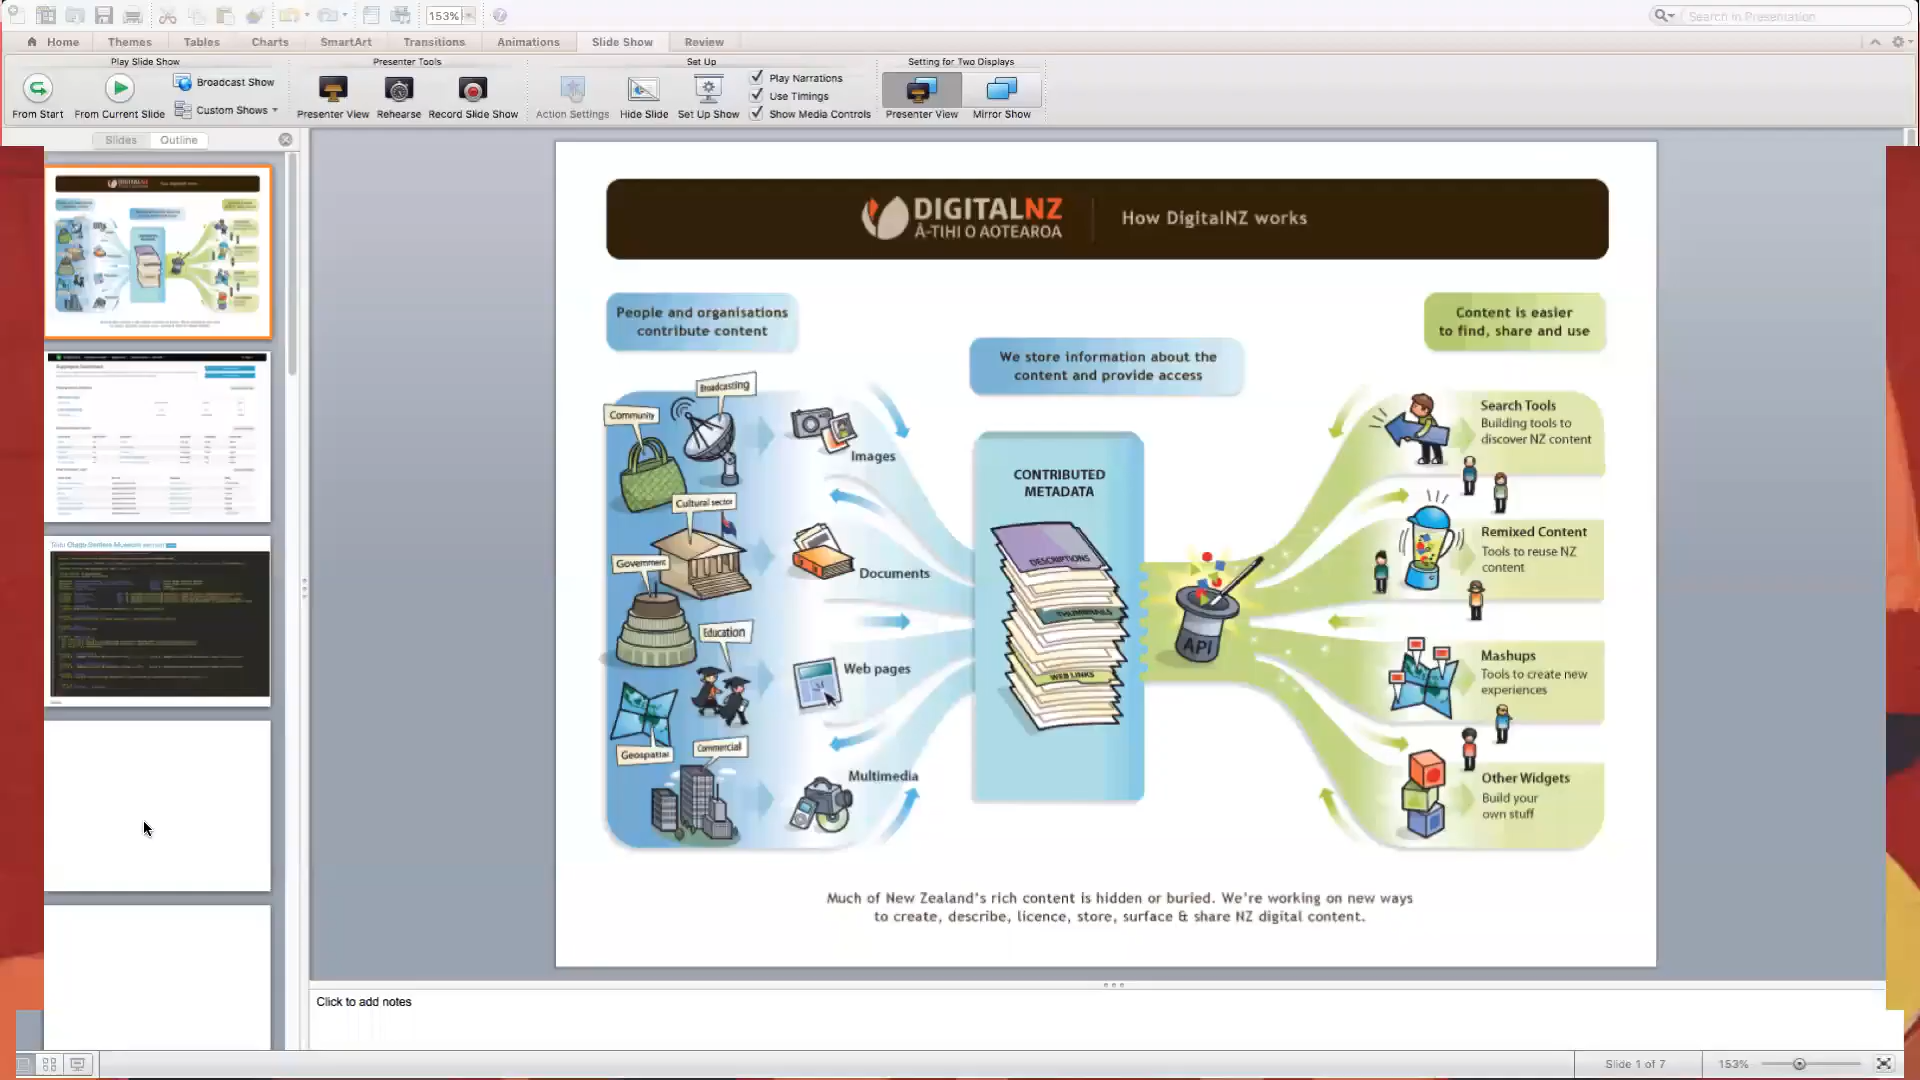 153%
Search in Presentation
Home
Themes
Tables
Charts
SmartArt
Transitions
Animations
Slide Show
Review
Play Slide Show
Presenter Tools
Set Up
Setting for Two Displays
From Start
From Current Slide
Broadcast Show
Custom Shows
Presenter View
Rehearse
Record Slide Show
Action Settings
Hide Slide
Set Up Show
Play Narrations
Use Timings
Show Media Controls
Presenter View
Mirror Show
Slides
Outline
DIGITALNZ
Ā-TIHI O AOTEAROA
How DigitalNZ works
People and organisations
contribute content
We store information about the
content and provide access
Content is easier
to find, share and use
Broadcasting
Community
Cultural sector
Government
Education
Geospatial
Commercial
Images
Documents
Web pages
Multimedia
CONTRIBUTED
METADATA
DESCRIPTIONS
THUMBNAILS
WEB LINKS
API
Search Tools
Building tools to
discover NZ content
Remixed Content
Tools to reuse NZ
content
Mashups
Tools to create new
experiences
Other Widgets
Build your
own stuff
Much of New Zealand's rich content is hidden or buried. We're working on new ways
to create, describe, licence, store, surface & share NZ digital content.
Click to add notes
Slide 1 of 7
153%